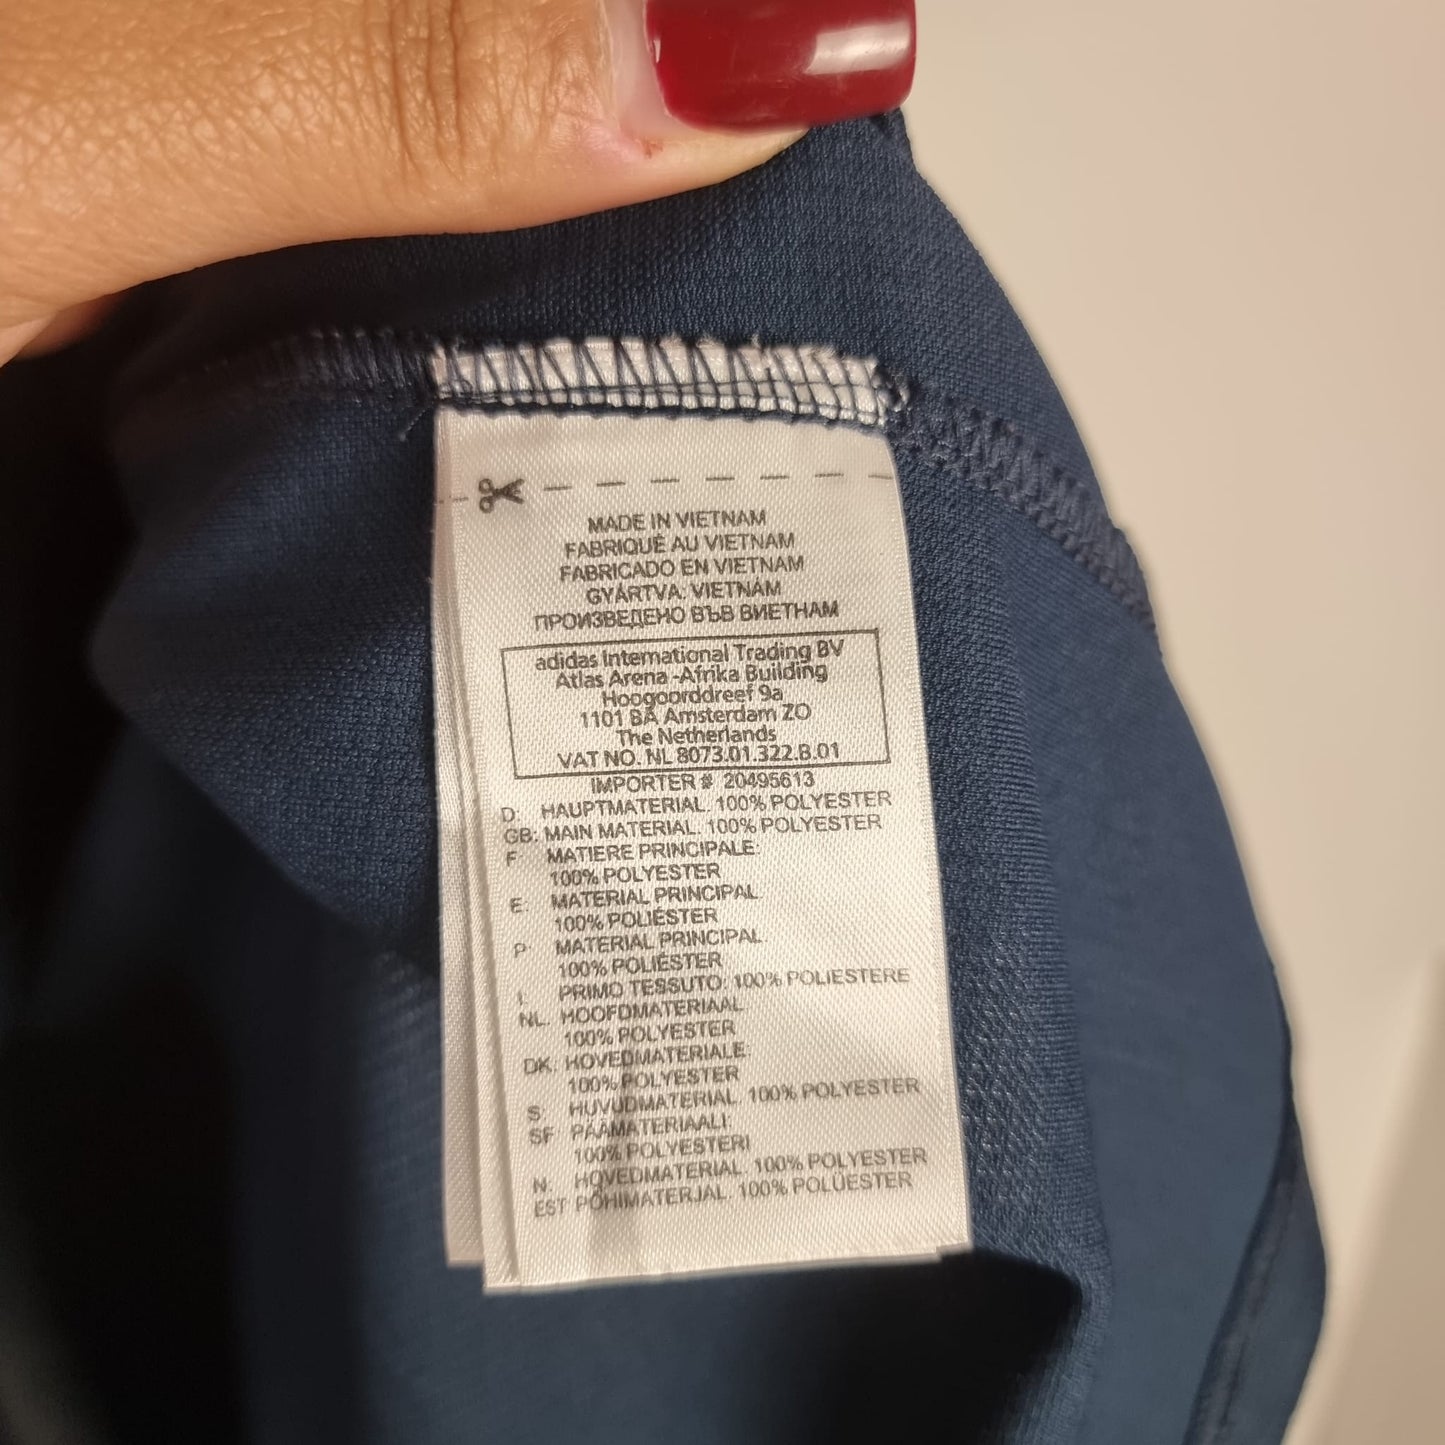 MADE IN VIETNAM
FABRIQUÉ AU VIETNAM
FABRICADO EN VIETNAM
GYÁRTVA: VIETNÁM
ПРОИЗВЕДЕНО ВЪВ ВИЕТНАМ
adidas International Trading BV
Atlas Arena -Afrika Building
Hoogoorddreef 9a
1101 BA Amsterdam ZO
The Netherlands
VAT NO. NL 8073.01.322.B.01
IMPORTER # 20495613
D: HAUPTMATERIAL: 100% POLYESTER
GB: MAIN MATERIAL: 100% POLYESTER
F: MATIERE PRINCIPALE:
100% POLYESTER
E: MATERIAL PRINCIPAL:
100% POLIÉSTER
P: MATERIAL PRINCIPAL:
100% POLIÉSTER
I: PRIMO TESSUTO: 100% POLIESTERE
NL: HOOFDMATERIAAL:
100% POLYESTER
DK: HOVEDMATERIALE:
100% POLYESTER
S: HUVUDMATERIAL: 100% POLYESTER
SF: PÄÄMATERIAALI:
100% POLYESTERI
N: HOVEDMATERIAL: 100% POLYESTER
EST: PÕHIMATERJAL: 100% POLÜESTER